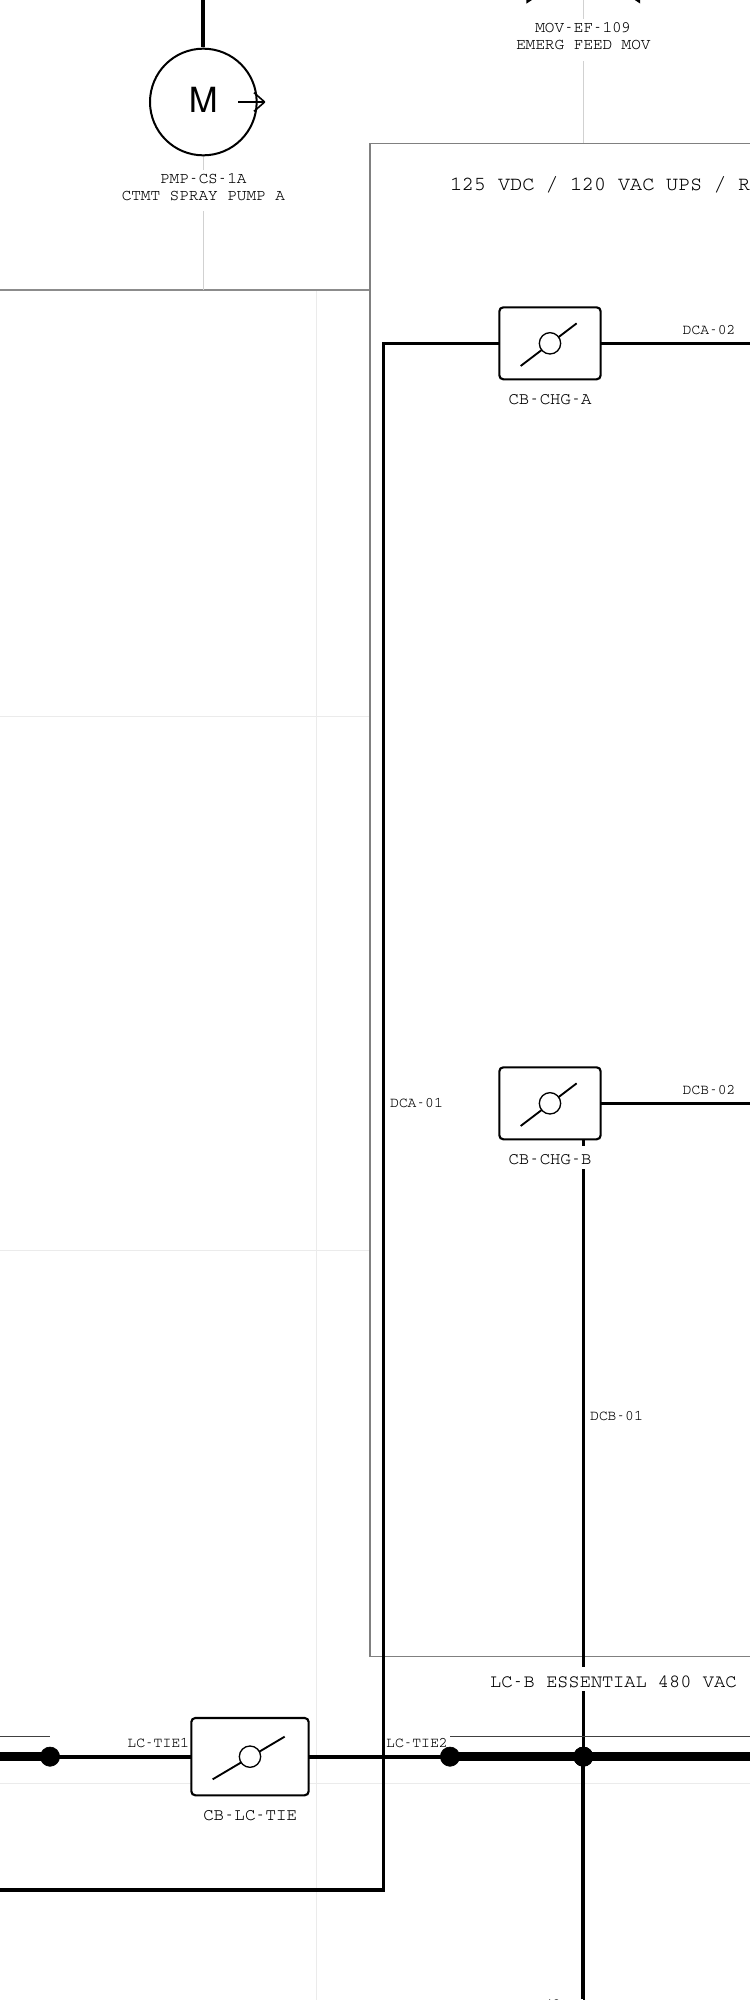 MOV-EF-109
EMERG FEED MOV
M
PMP-CS-1A
CTMT SPRAY PUMP A
125 VDC / 120 VAC UPS / R
DCA-02
CB-CHG-A
DCB-02
DCA-01
CB-CHG-B
DCB-01
LC-B ESSENTIAL 480 VAC
LC-TIE1
LC-TIE2
CB-LC-TIE